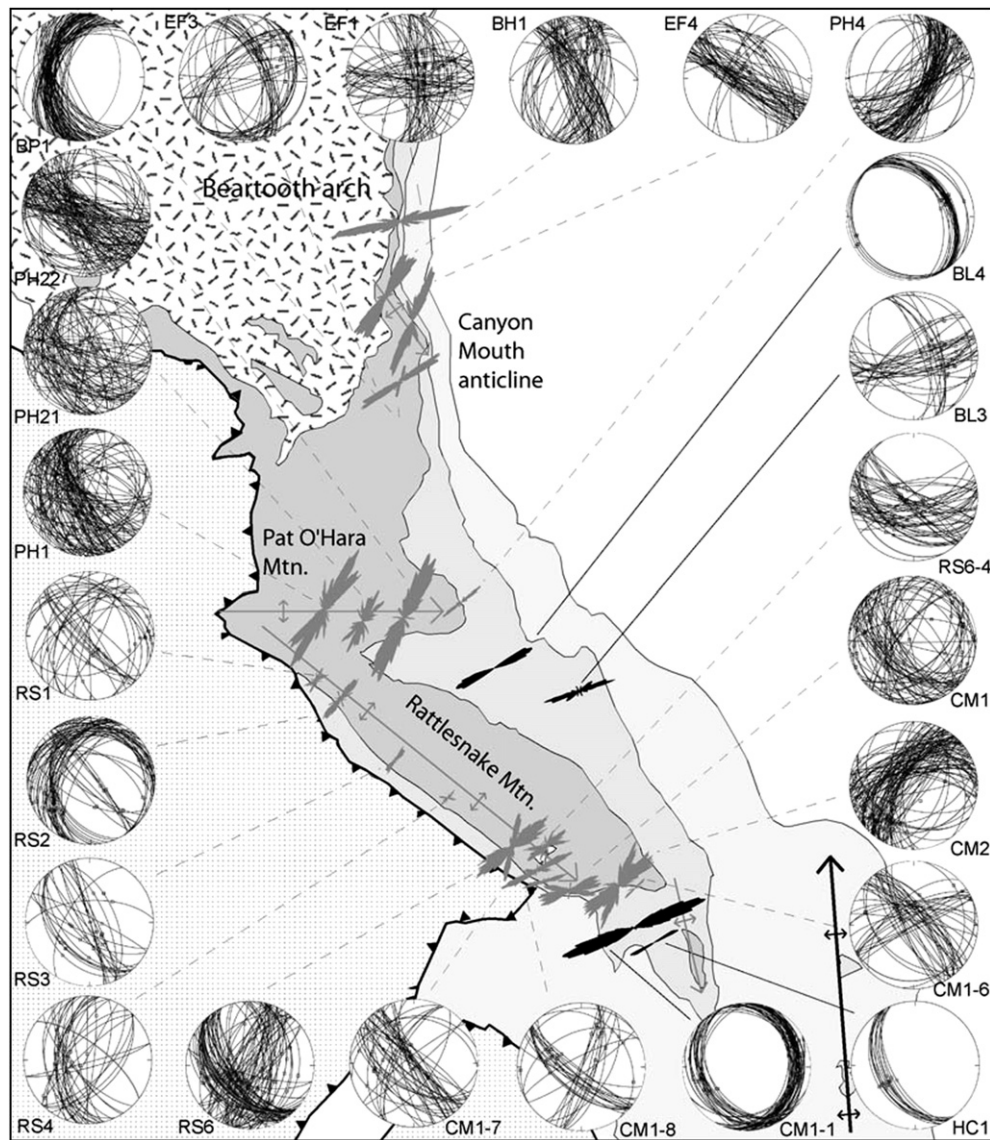 EF3
EF1
BH1
EF4
PH4
BP1
Beartooth arch
BL4
PH22
Canyon
Mouth
anticline
BL3
PH21
Pat O'Hara
Mtn.
RS6-4
PH1
Rattlesnake Mtn.
CM1
RS1
CM2
RS2
CM1-6
RS3
RS4
RS6
CM1-7
CM1-8
CM1-1
HC1